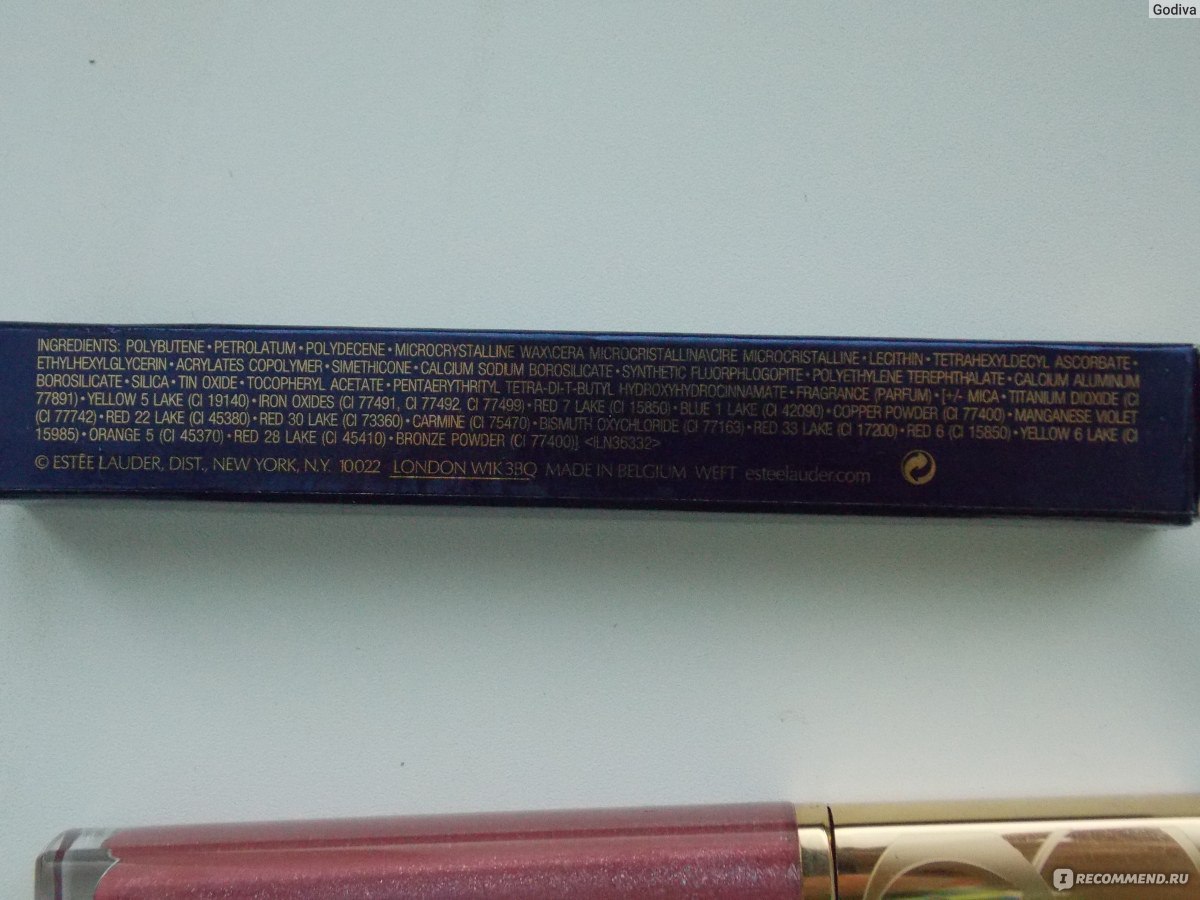 Godiva
INGREDIENTS: POLYBUTENE • PETROLATUM • POLYDECENE • MICROCRYSTALLINE WAX\CERA MICROCRISTALLINA\CIRE MICROCRISTALLINE • LECITHIN • TETRAHEXYLDECYL ASCORBATE •
ETHYLHEXYLGLYCERIN • ACRYLATES COPOLYMER • SIMETHICONE • CALCIUM SODIUM BOROSILICATE • SYNTHETIC FLUORPHLOGOPITE • POLYETHYLENE TEREPHTHALATE • CALCIUM ALUMINUM
BOROSILICATE • SILICA • TIN OXIDE • TOCOPHERYL ACETATE • PENTAERYTHRITYL TETRA-DI-T-BUTYL HYDROXYHYDROCINNAMATE • FRAGRANCE (PARFUM) • [+/- MICA • TITANIUM DIOXIDE (CI
77891) • YELLOW 5 LAKE (CI 19140) • IRON OXIDES (CI 77491, CI 77492, CI 77499) • RED 7 LAKE (CI 15850) • BLUE 1 LAKE (CI 42090) • COPPER POWDER (CI 77400) • MANGANESE VIOLET
(CI 77742) • RED 22 LAKE (CI 45380) • RED 30 LAKE (CI 73360) • CARMINE (CI 75470) • BISMUTH OXYCHLORIDE (CI 77163) • RED 33 LAKE (CI 17200) • RED 6 (CI 15850) • YELLOW 6 LAKE (CI
15985) • ORANGE 5 (CI 45370) • RED 28 LAKE (CI 45410) • BRONZE POWDER (CI 77400)] <ILN36332>
© ESTĒE LAUDER, DIST., NEW YORK, N.Y. 10022 LONDON W1K 3BQ MADE IN BELGIUM WEFT esteelauder.com
I RECOMMEND.RU